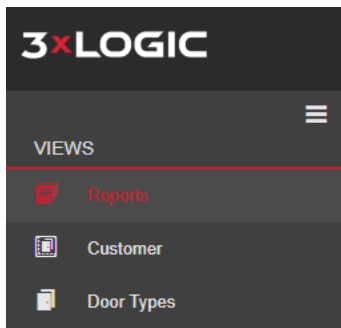 3xLOGIC
VIEWS
Reports
Customer
Door Types